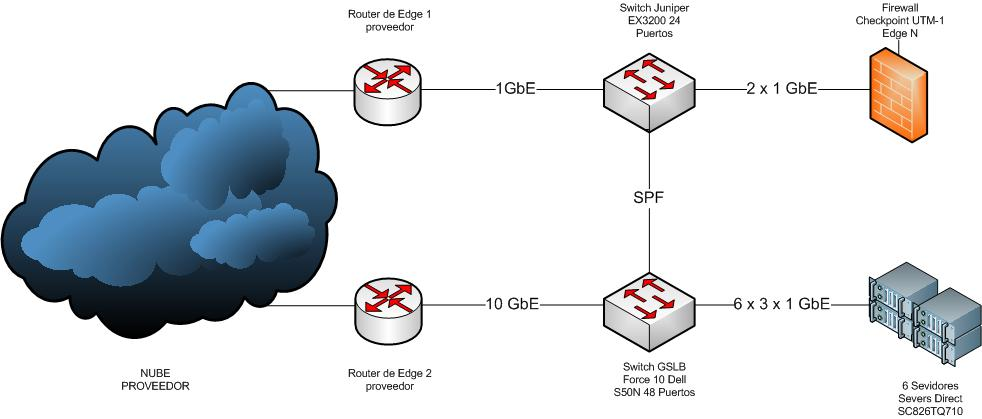 Router de Edge 1
proveedor
Switch Juniper
EX3200 24
Puertos
Firewall
Checkpoint UTM-1
Edge N
1GbE
2 x 1 GbE
SPF
10 GbE
6 x 3 x 1 GbE
NUBE
PROVEEDOR
Router de Edge 2
proveedor
Switch GSLB
Force 10 Dell
S50N 48 Puertos
6 Sevidores
Severs Direct
SC826TQ710